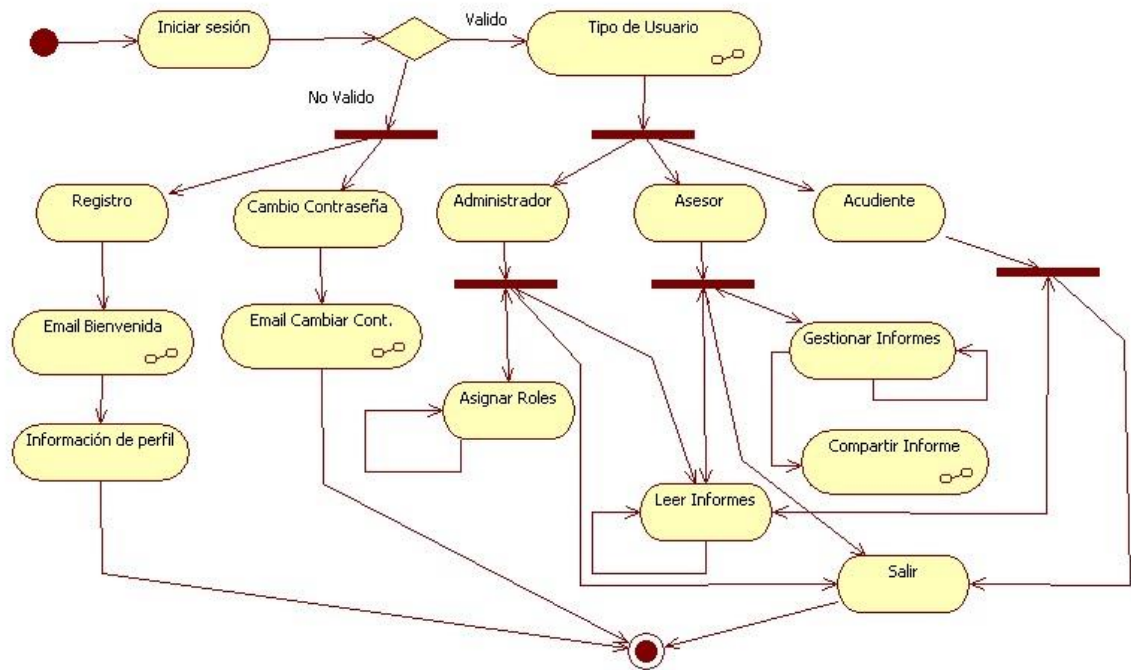 Iniciar sesión
Valido
Tipo de Usuario
No Valido
Registro
Cambio Contraseña
Administrador
Asesor
Acudiente
Email Bienvenida
Email Cambiar Cont.
Gestionar Informes
Asignar Roles
Información de perfil
Compartir Informe
Leer Informes
Salir